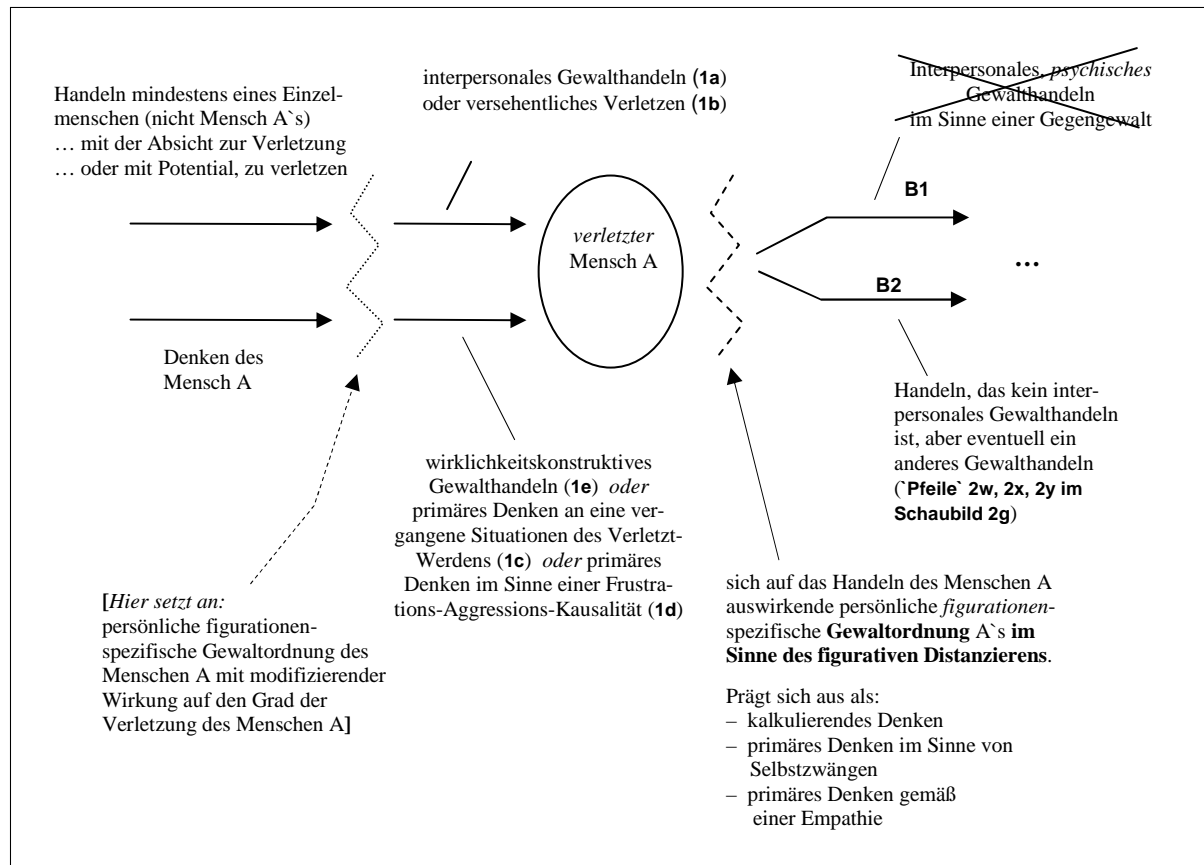 Handeln mindestens eines Einzel-
menschen (nicht Mensch A`s)
… mit der Absicht zur Verletzung
… oder mit Potential, zu verletzen
interpersonales Gewalthandeln (1a)
oder versehentliches Verletzen (1b)
Interpersonales, psychisches
Gewalthandeln
im Sinne einer Gegengewalt
B1
verletzter
Mensch A
...
B2
Denken des
Mensch A
Handeln, das kein inter-
personales Gewalthandeln
ist, aber eventuell ein
anderes Gewalthandeln
(`Pfeile` 2w, 2x, 2y im
Schaubild 2g)
wirklichkeitskonstruktives
Gewalthandeln (1e) oder
primäres Denken an eine ver-
gangene Situationen des Verletzt-
Werdens (1c) oder primäres
Denken im Sinne einer Frustra-
tions-Aggressions-Kausalität (1d)
[Hier setzt an:
persönliche figurationen-
spezifische Gewaltordnung des
Menschen A mit modifizierender
Wirkung auf den Grad der
Verletzung des Menschen A]
sich auf das Handeln des Menschen A
auswirkende persönliche figurationen-
spezifische Gewaltordnung A`s im
Sinne des figurativen Distanzierens.
Prägt sich aus als:
– kalkulierendes Denken
– primäres Denken im Sinne von
Selbstzwängen
– primäres Denken gemäß
einer Empathie